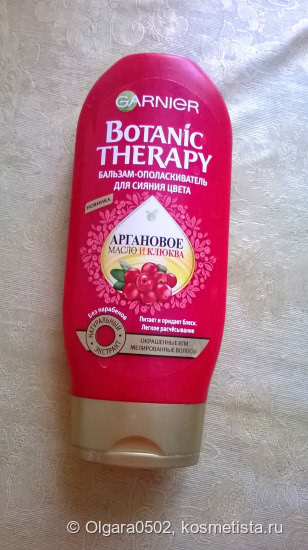 GARNIER
BOTANIC
THERAPY
БАЛЬЗАМ-ОПОЛАСКИВАТЕЛЬ
ДЛЯ СИЯНИЯ ЦВЕТА
НОВИНКА
АРГАНОВОЕ
МАСЛО И КЛЮКВА
Без парабенов
НАТУРАЛЬНЫЙ
ЭКСТРАКТ
Питает и придает блеск.
Легкое расчёсывание
ОКРАШЕННЫЕ ИЛИ
МЕЛИРОВАННЫЕ ВОЛОСЫ
© Olgara0502, kosmetista.ru